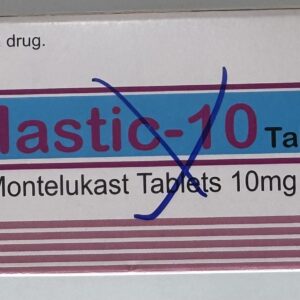 drug.
lastic-10 Ta
Montelukast Tablets 10mg